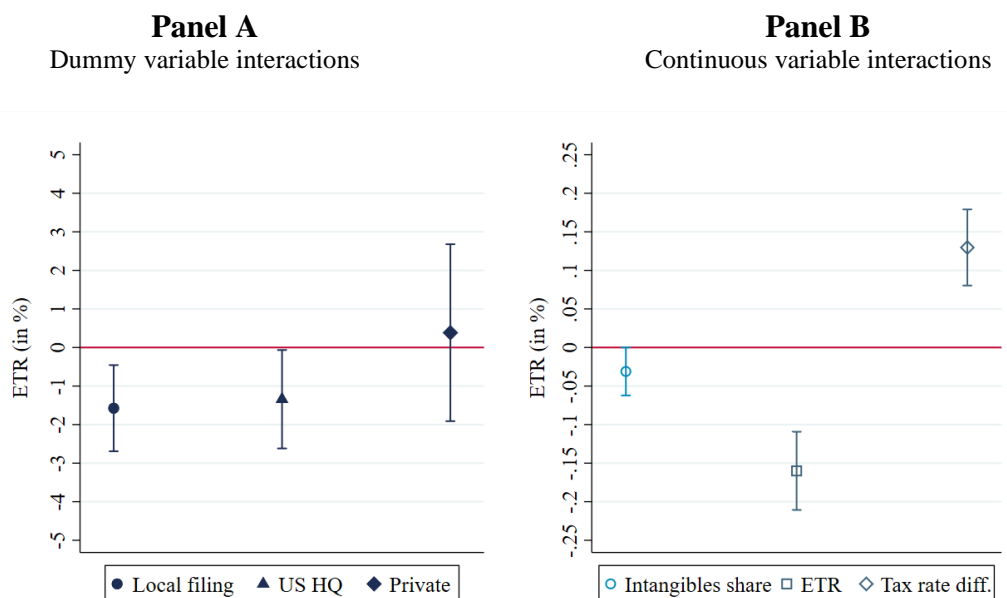 Panel A
Dummy variable interactions
ETR (in %)
5
4
3
2
1
0
-1
-2
-3
-4
-5
Local filing US HQ Private
Panel B
Continuous variable interactions
ETR (in %)
.25
.2
.15
.1
.05
0
-.05
-.1
-.15
-.2
-.25
Intangibles share ETR Tax rate diff.